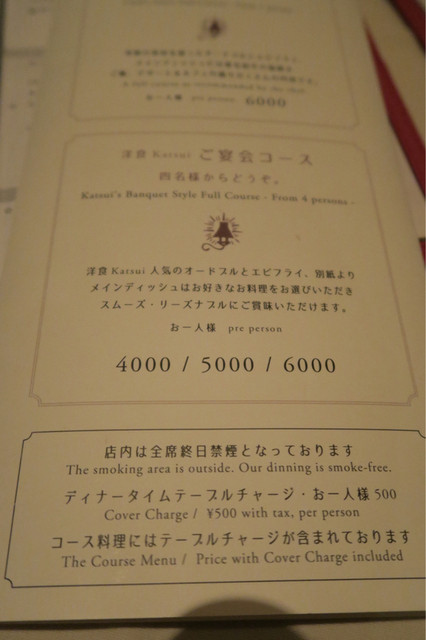 お一人様 pre person 6000
洋食 Katsui ご宴会コース
四名様からどうぞ。
Katsui's Banquet Style Full Course - From 4 persons -
洋食 Katsui 人気のオードブルとエビフライ、別紙より
メインディッシュはお好きなお料理をお選びいただき
スムーズ・リーズナブルにご賞味いただけます。
お一人様 pre person
4000 / 5000 / 6000
店内は全席終日禁煙となっております
The smoking area is outside. Our dinning is smoke-free.
ディナータイムテーブルチャージ・お一人様 500
Cover Charge / ¥500 with tax, per person
コース料理にはテーブルチャージが含まれております
The Course Menu / Price with Cover Charge included